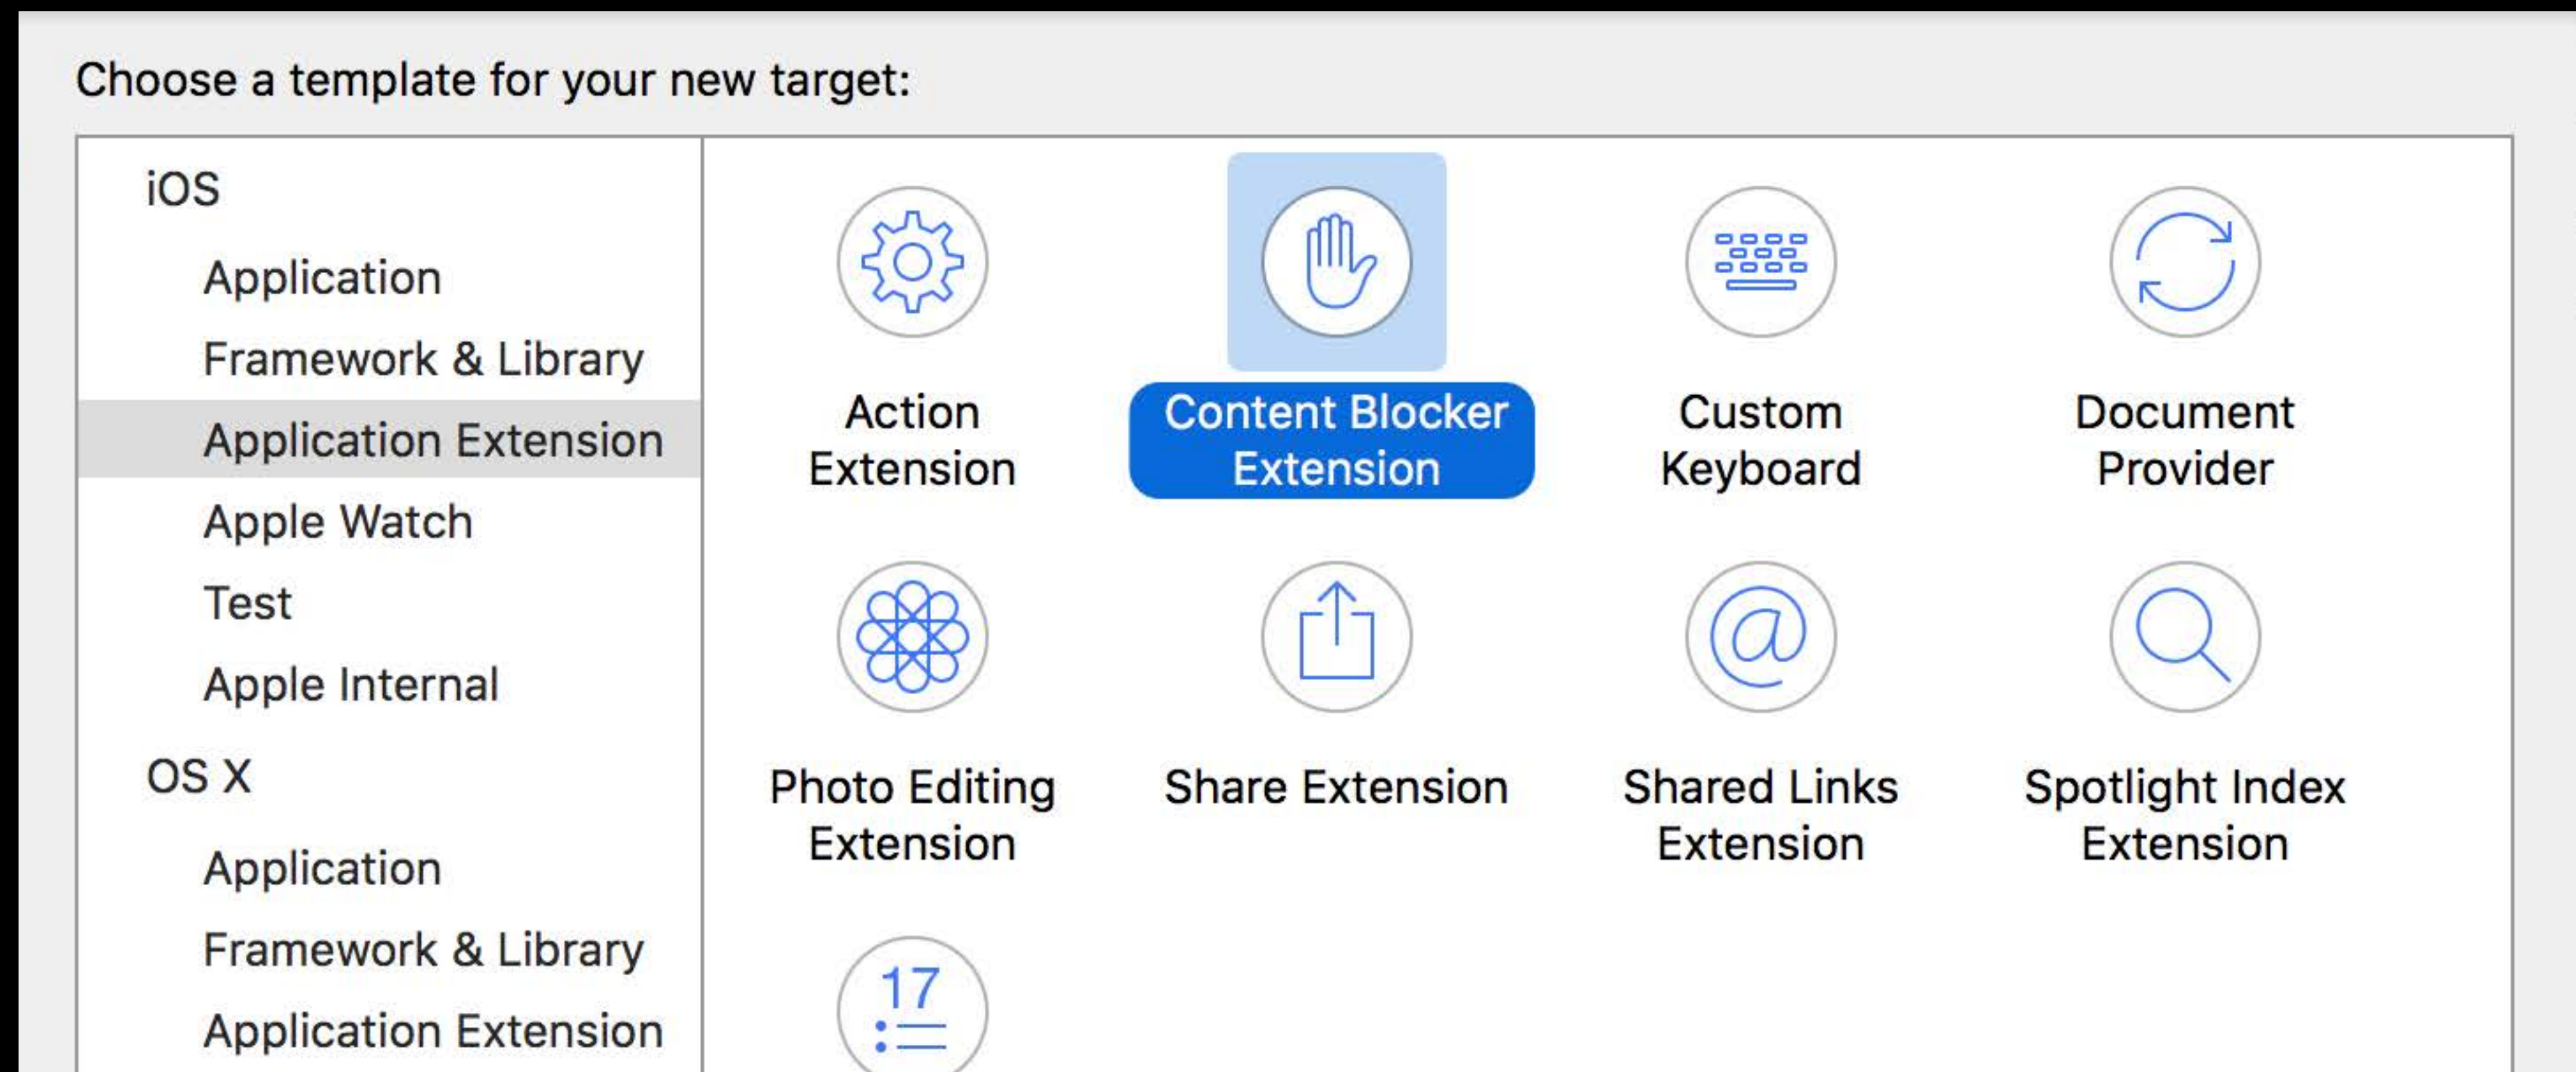 Choose a template for your new target:
iOS
Application
Framework & Library
Application Extension
Apple Watch
Test
Apple Internal
OS X
Application
Framework & Library
Application Extension
Action
Extension
Content Blocker
Extension
Custom
Keyboard
Document
Provider
Photo Editing
Extension
Share Extension
@
Shared Links
Extension
Spotlight Index
Extension
17